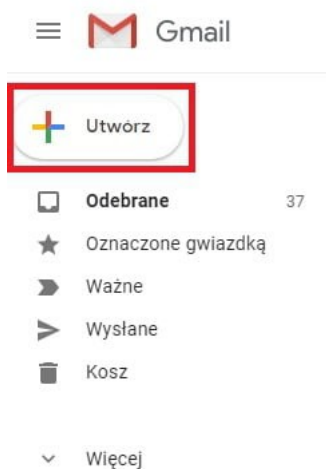 Gmail
Utwórz
Odebrane 37
Oznaczone gwiazdką
Ważne
Wysłane
Kosz
Więcej